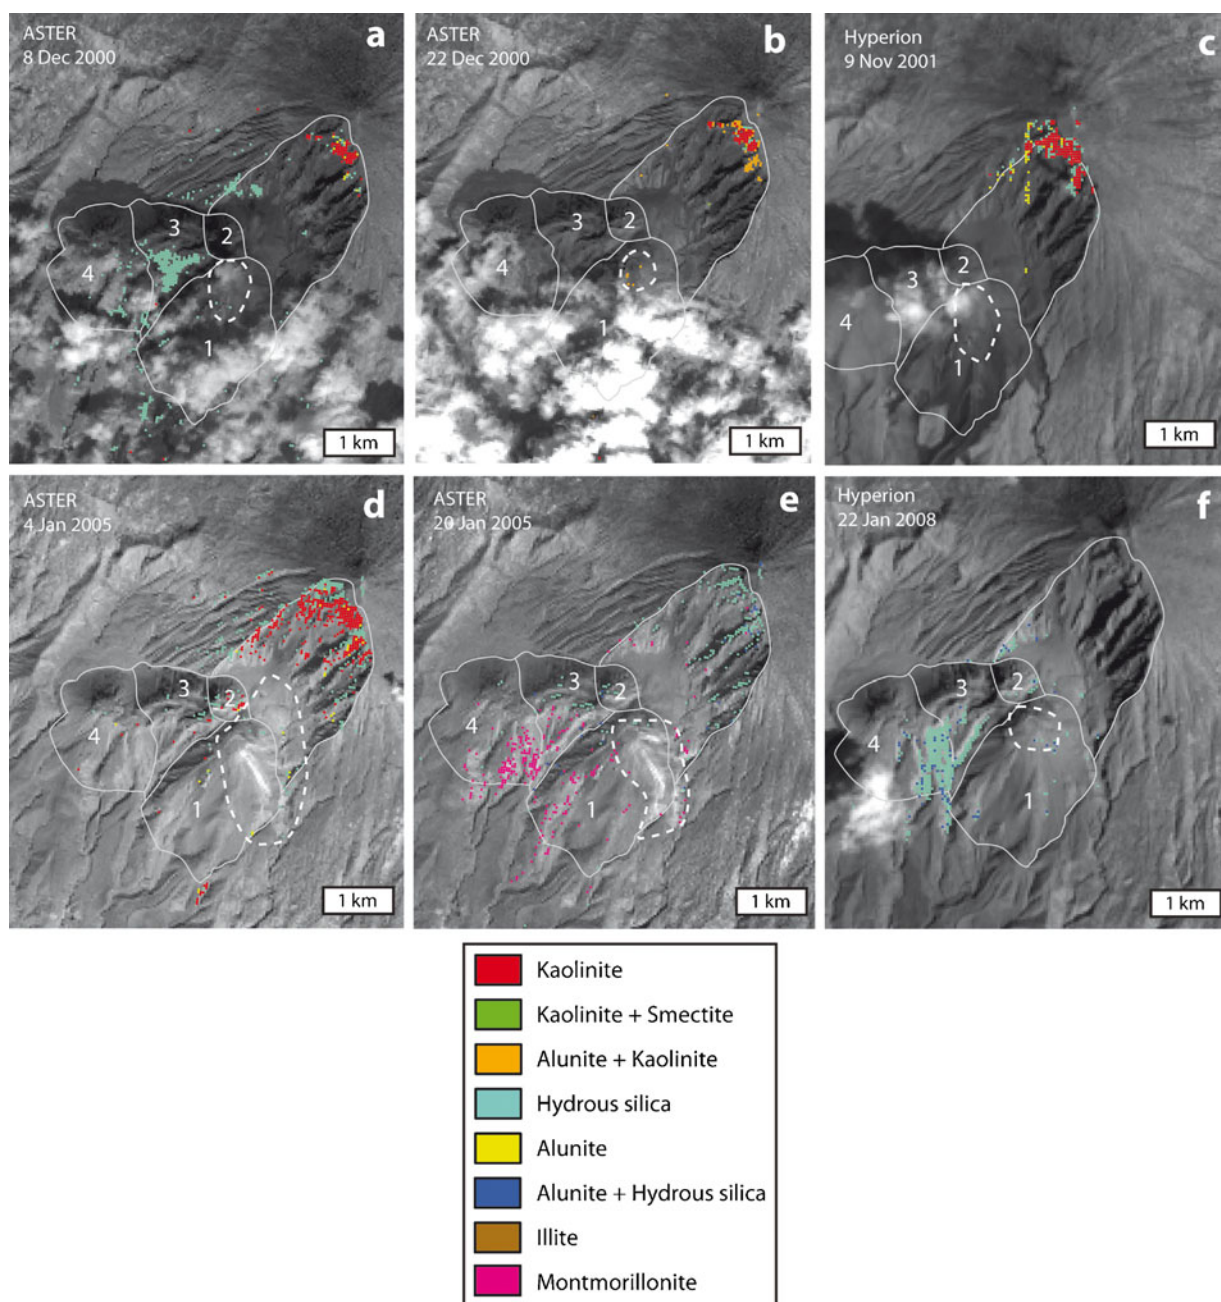 ASTER
8 Dec 2000
a
3
2
4
1
1 km
ASTER
22 Dec 2000
b
3
2
4
1
1 km
Hyperion
9 Nov 2001
c
2
3
4
1
1 km
ASTER
4 Jan 2005
d
3
2
4
1
1 km
ASTER
20 Jan 2005
e
3
2
4
1
1 km
Hyperion
22 Jan 2008
f
3
2
4
1
1 km
Kaolinite
Kaolinite + Smectite
Alunite + Kaolinite
Hydrous silica
Alunite
Alunite + Hydrous silica
Illite
Montmorillonite